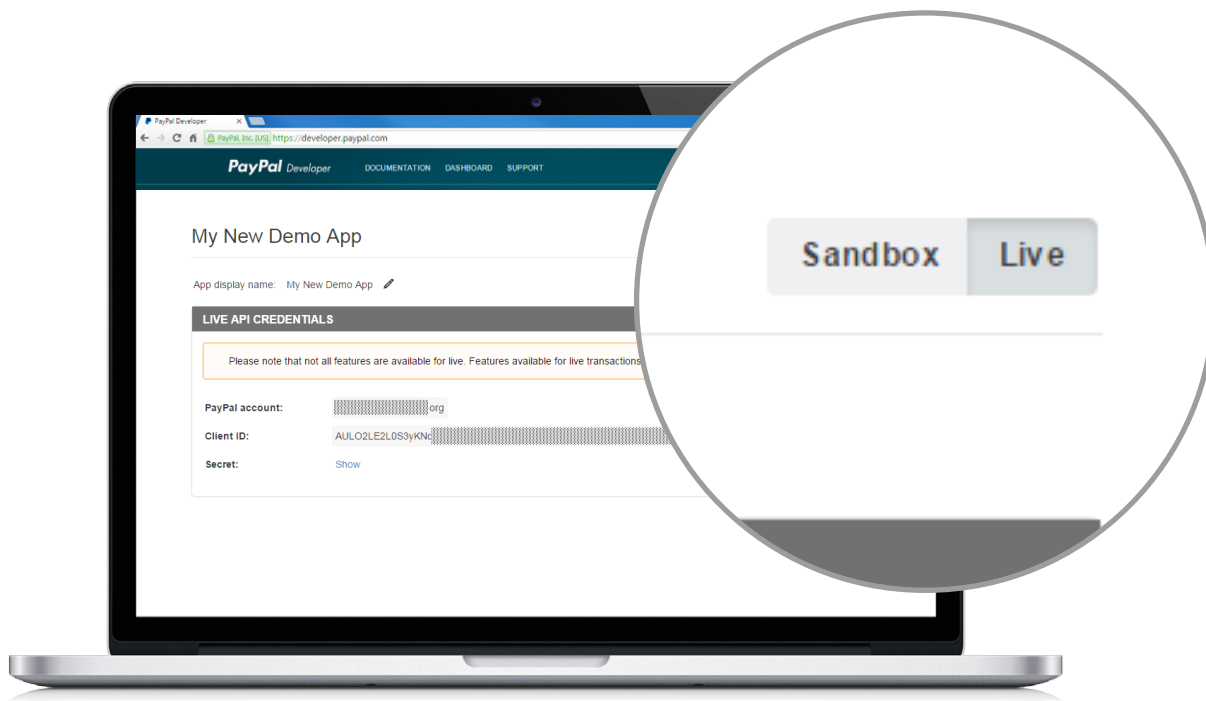 PayPal Developer
PayPal, Inc. [US] https://developer.paypal.com
PayPal Developer DOCUMENTATION DASHBOARD SUPPORT
My New Demo App
Sandbox Live
App display name: My New Demo App
LIVE API CREDENTIALS
Please note that not all features are available for live. Features available for live transactions
PayPal account: org
Client ID: AULO2LE2L0S3yKN
Secret: Show